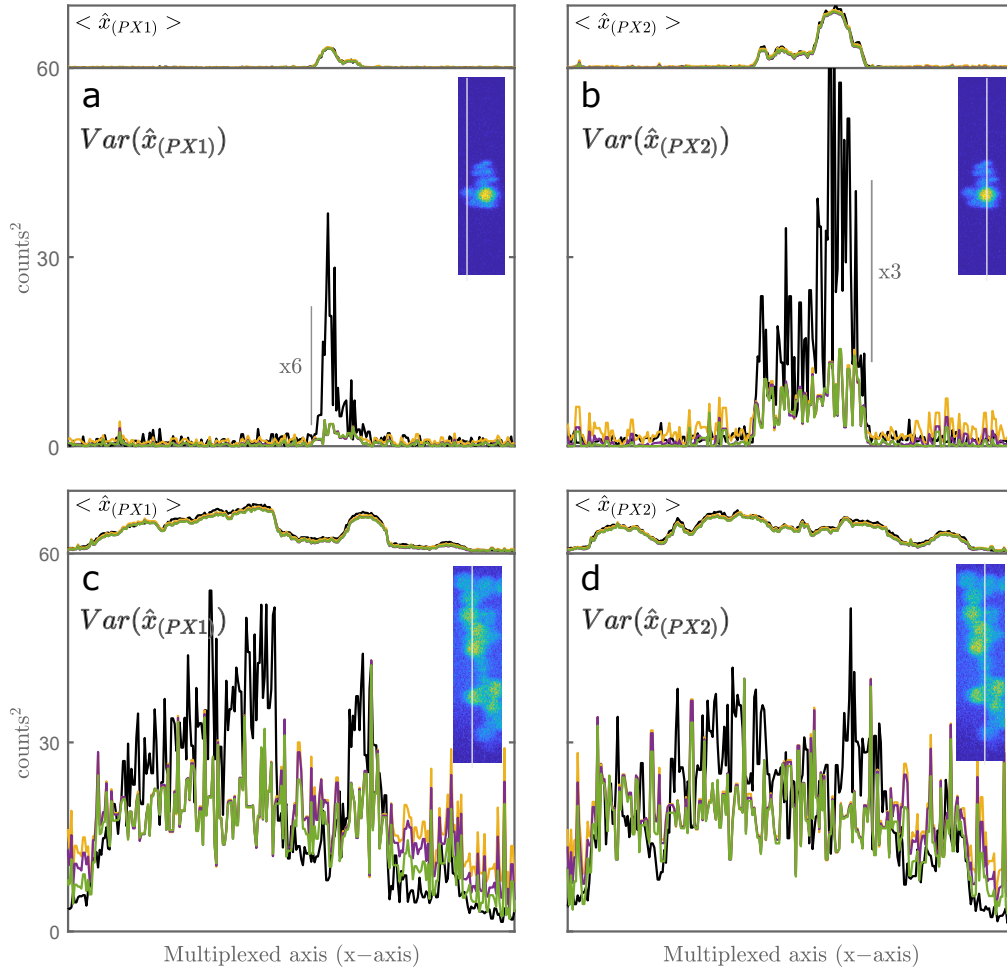 < x̂(PX1) >
< x̂(PX2) >
60
a
Var(x̂(PX1))
b
Var(x̂(PX2))
counts²
30
x6
x3
0
< x̂(PX1) >
< x̂(PX2) >
60
c
Var(x̂(PX1))
d
Var(x̂(PX2))
counts²
30
0
Multiplexed axis (x−axis)
Multiplexed axis (x−axis)